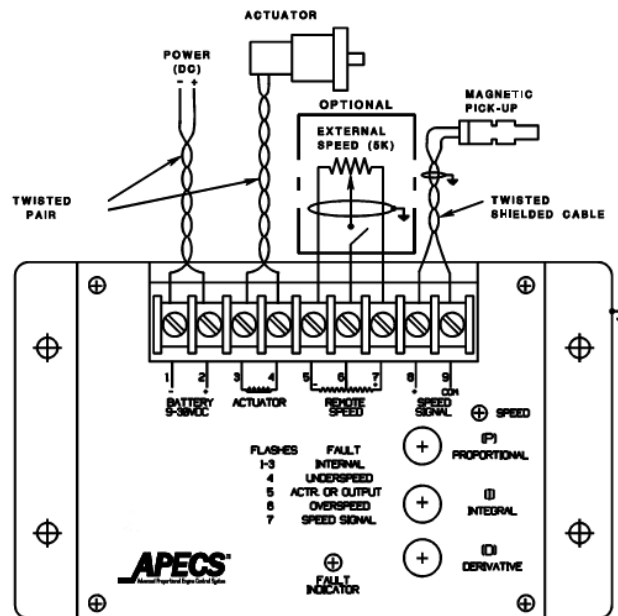 ACTUATOR
POWER
(DC)
- +
OPTIONAL
EXTERNAL
SPEED (5K)
MAGNETIC
PICK-UP
TWISTED
PAIR
TWISTED
SHIELDED CABLE
1 2 3 4 5 6 7 8 9
- + - + + COM
BATTERY
9-30VDC
ACTUATOR
REMOTE
SPEED
SPEED
SIGNAL
SPEED
FLASHES FAULT
1-3 INTERNAL
4 UNDERSPEED
5 ACTR. OR OUTPUT
6 OVERSPEED
7 SPEED SIGNAL
(P)
PROPORTIONAL
(I)
INTEGRAL
(D)
DERIVATIVE
APECS
Advanced Proportional Engine Control System
FAULT
INDICATOR